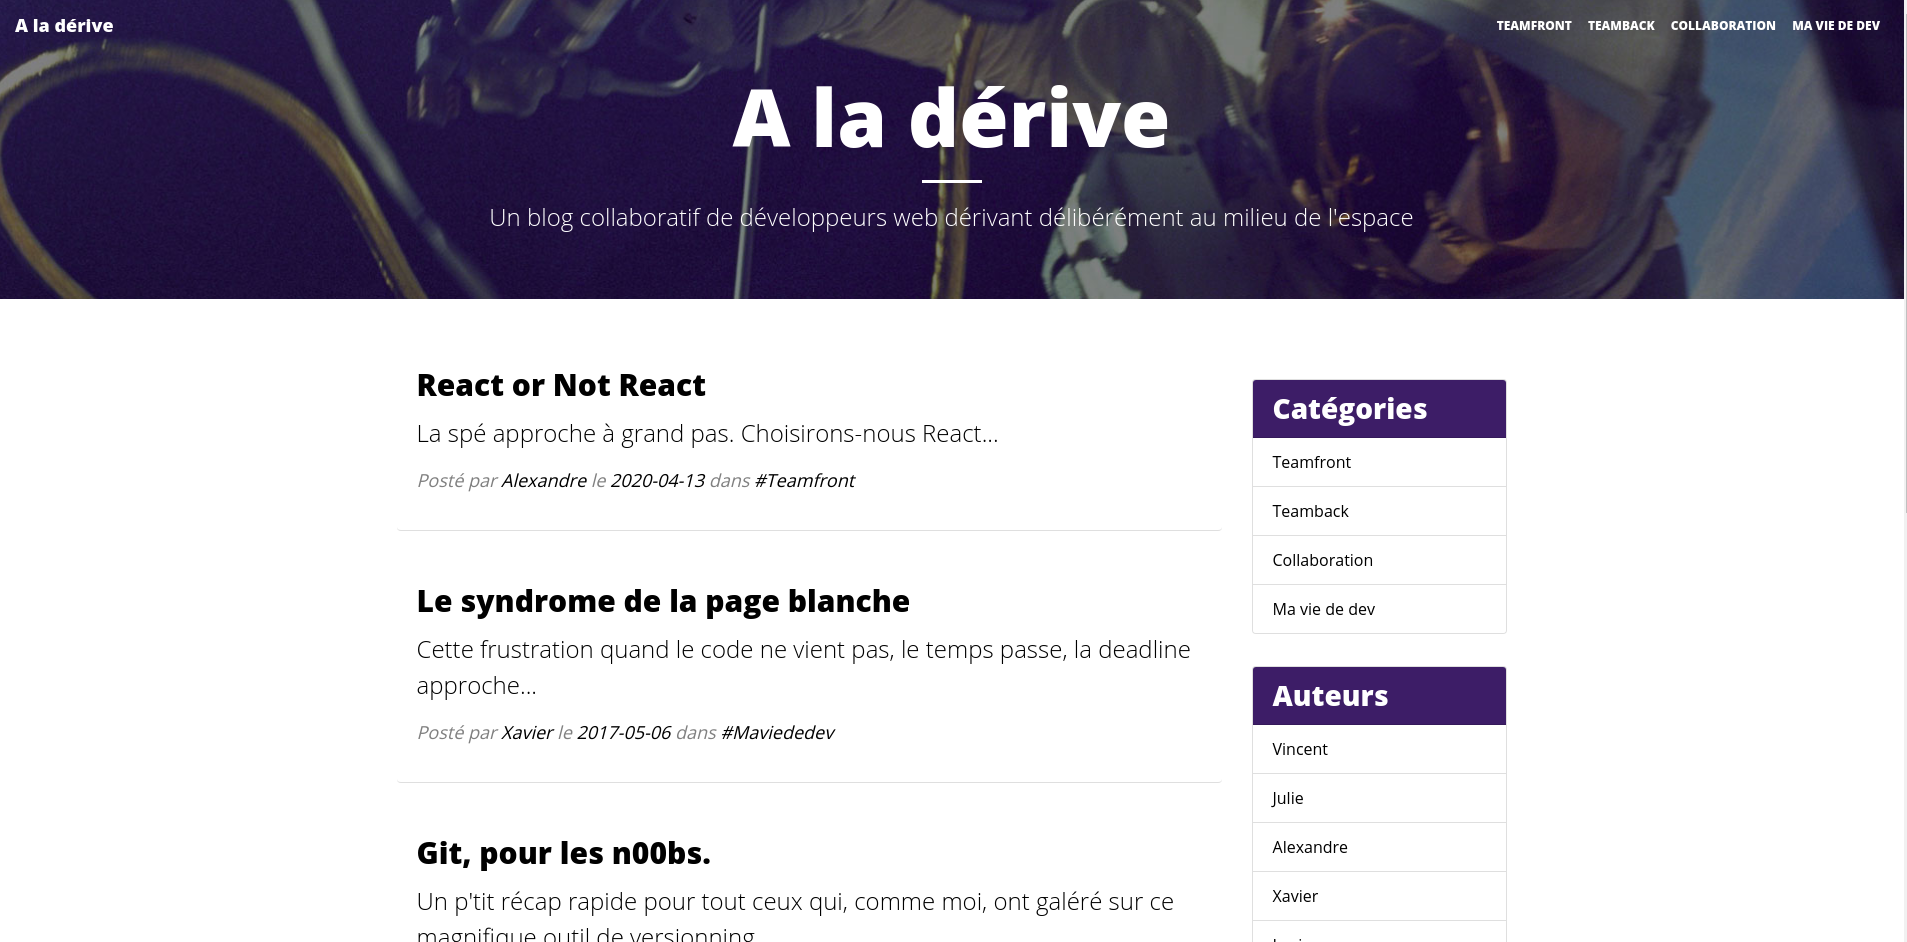 A la dérive
TEAMFRONT TEAMBACK COLLABORATION MA VIE DE DEV
A la dérive
Un blog collaboratif de développeurs web dérivant délibérément au milieu de l'espace
React or Not React
La spé approche à grand pas. Choisirons-nous React...
Posté par Alexandre le 2020-04-13 dans #Teamfront
Le syndrome de la page blanche
Cette frustration quand le code ne vient pas, le temps passe, la deadline
approche...
Posté par Xavier le 2017-05-06 dans #Maviededev
Git, pour les n00bs.
Un p'tit récap rapide pour tout ceux qui, comme moi, ont galéré sur ce
magnifique outil de versionning
Catégories
Teamfront
Teamback
Collaboration
Ma vie de dev
Auteurs
Vincent
Julie
Alexandre
Xavier